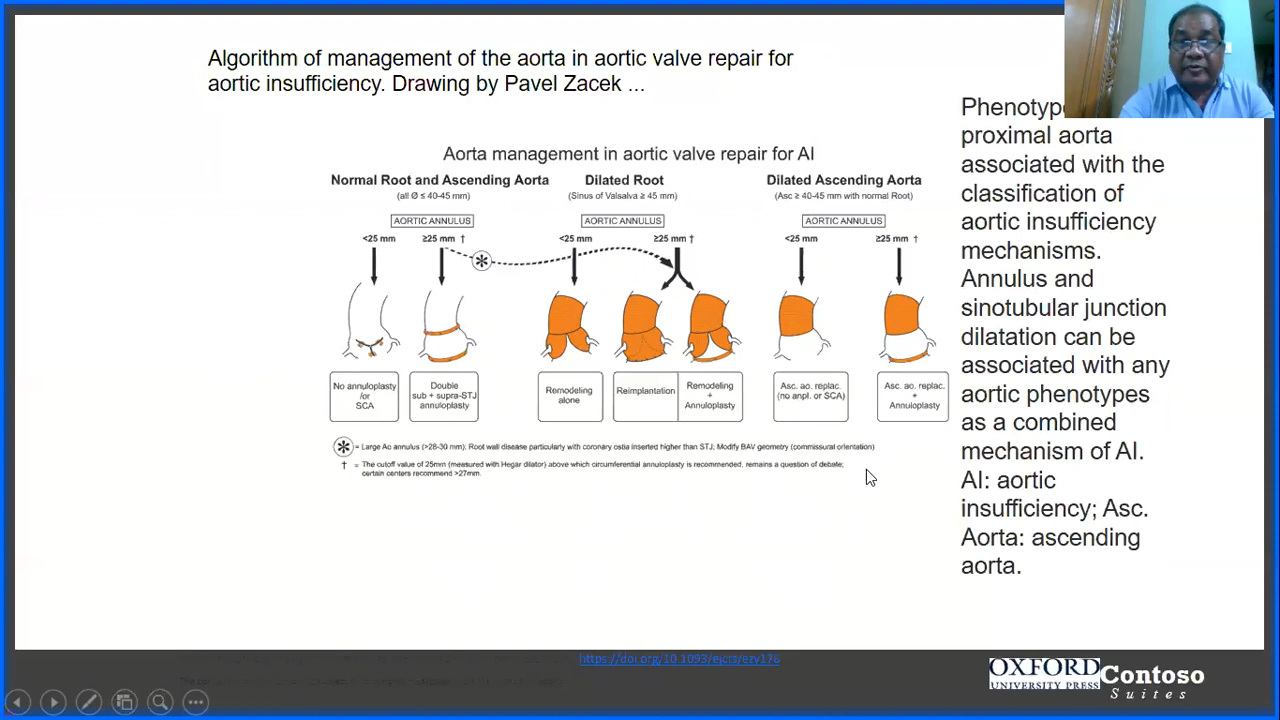 Algorithm of management of the aorta in aortic valve repair for
aortic insufficiency. Drawing by Pavel Zacek ...
Aorta management in aortic valve repair for AI
Normal Root and Ascending Aorta
(all Ø ≤ 40-45 mm)
AORTIC ANNULUS
<25 mm
≥25 mm †
*
No annuloplasty
/or
SCA
Double
sub + supra-STJ
annuloplasty
Dilated Root
(Sinus of Valsalva ≥ 45 mm)
AORTIC ANNULUS
<25 mm
≥25 mm †
Remodeling
alone
Reimplantation
Remodeling
+
Annuloplasty
Dilated Ascending Aorta
(Asc ≥ 40-45 mm with normal Root)
AORTIC ANNULUS
<25 mm
≥25 mm †
Asc. ao. replac.
(no anpl. or SCA)
Asc. ao. replac.
+
Annuloplasty
* = Large Ao annulus (>28-30 mm); Root wall disease particularly with coronary ostia inserted higher than STJ; Modify BAV geometry (commissural orientation)
† = The cutoff value of 25mm (measured with Hegar dilator) above which circumferential annuloplasty is recommended, remains a question of debate;
certain centers recommend >27mm.
proximal aorta
associated with the
classification of
aortic insufficiency
mechanisms.
Annulus and
sinotubular junction
dilatation can be
associated with any
aortic phenotypes
as a combined
mechanism of AI.
AI: aortic
insufficiency; Asc.
Aorta: ascending
aorta.
https://doi.org/10.1093/ejcts/ezy176
OXFORD
UNIVERSITY PRESS
Contoso
Suites